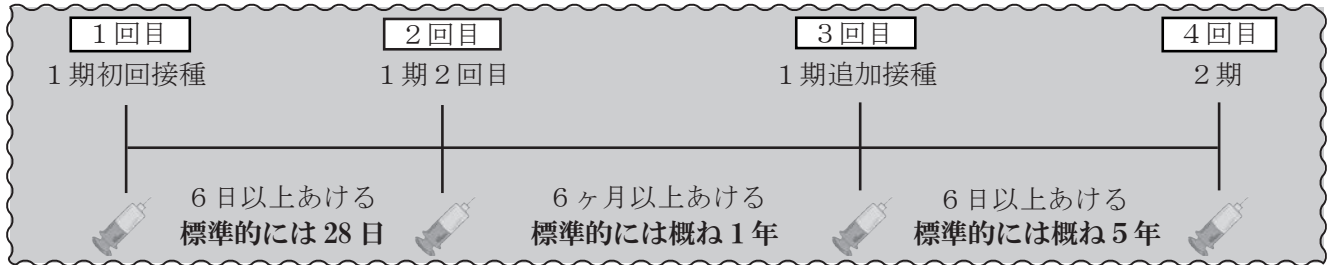 1回目
2回目
3回目
4回目
1期初回接種
1期2回目
1期追加接種
2期
6日以上あける
標準的には 28 日
6ヶ月以上あける
標準的には概ね1年
6日以上あける
標準的には概ね5年